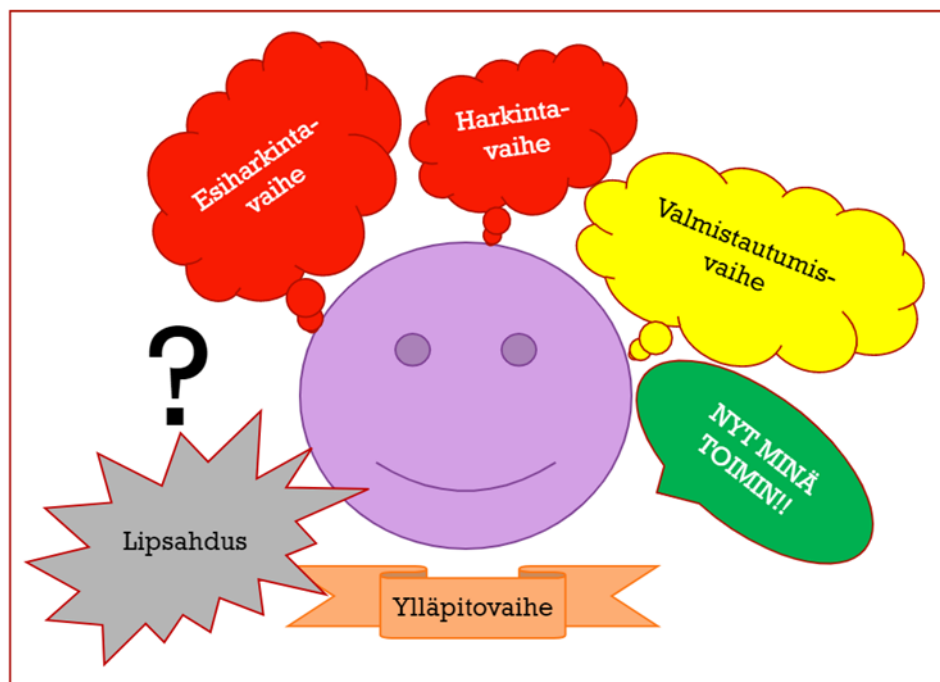 Esiharkinta-
vaihe
Harkinta-
vaihe
Valmistautumis-
vaihe
NYT MINÄ
TOIMIN!!
Ylläpitovaihe
?
Lipsahdus